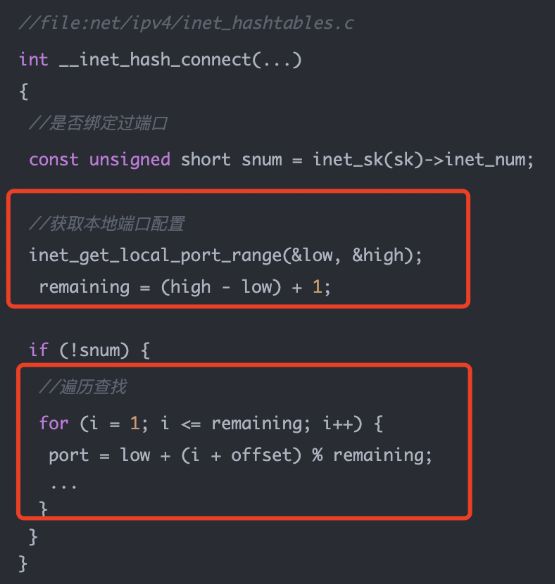 //file:net/ipv4/inet_hashtables.c
int __inet_hash_connect(...)
{
//是否绑定过端口
const unsigned short snum = inet_sk(sk)->inet_num;
//获取本地端口配置
inet_get_local_port_range(&low, &high);
remaining = (high - low) + 1;
if (!snum) {
//遍历查找
for (i = 1; i <= remaining; i++) {
port = low + (i + offset) % remaining;
...
}
}
}